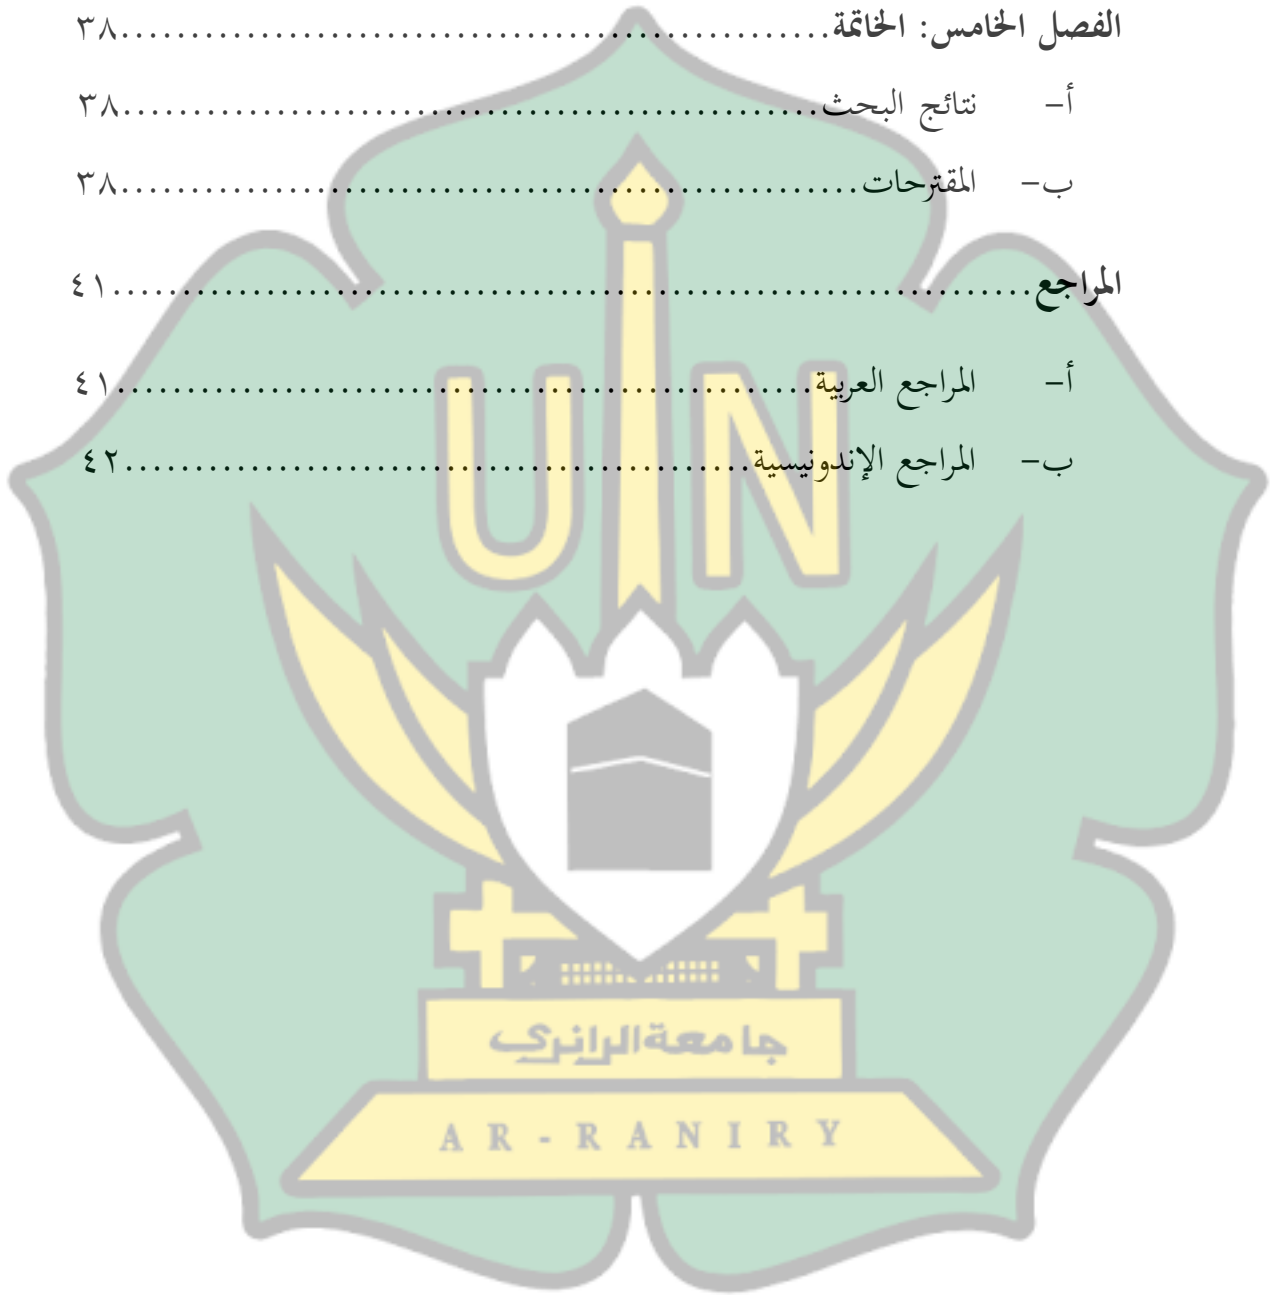 الفصل الخامس: الخاتمة..................................................٣٨
أ- نتائج البحث..................................................٣٨
ب- المقترحات.....................................................٣٨
المراجع..................................................................٤١
أ- المراجع العربية..................................................٤١
ب- المراجع الإندونيسية.............................................٤٢
UIN
جامعة الرانري
AR-RANIRY